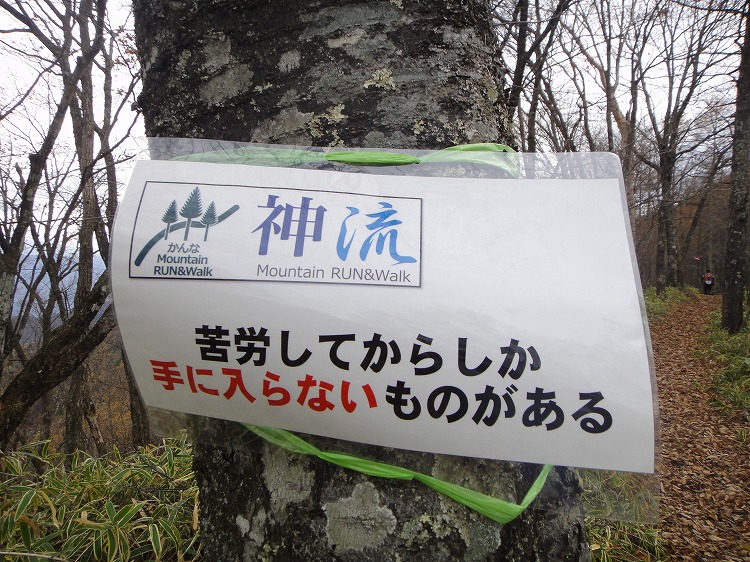 かんな
Mountain
RUN&Walk
神流
Mountain RUN&Walk
苦労してからしか
手に入らないものがある